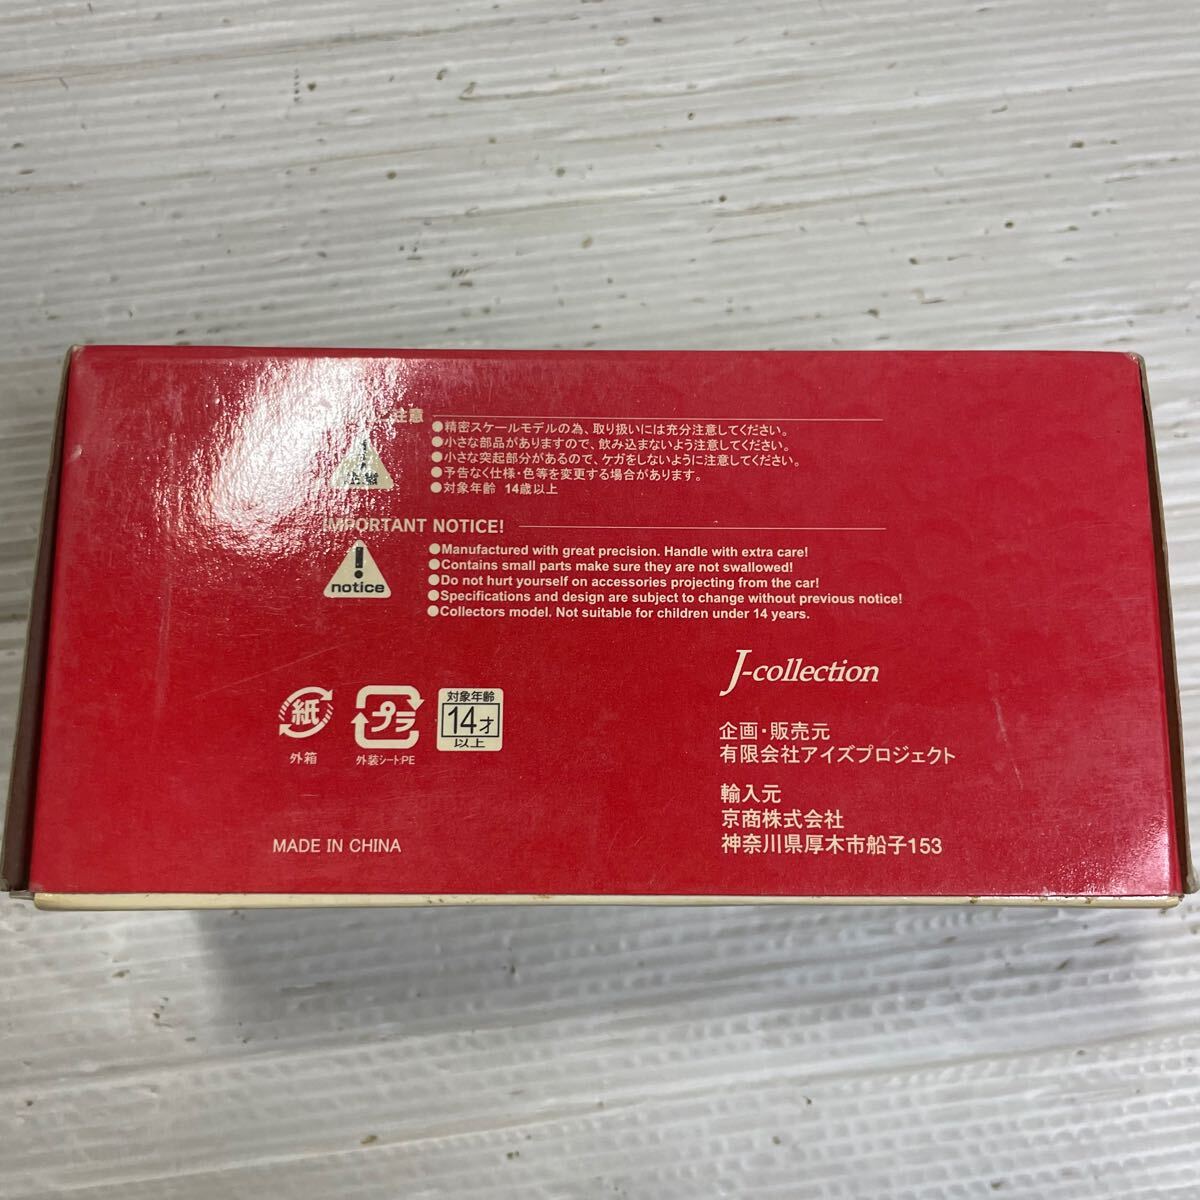 注意
●精密スケールモデルの為、取り扱いには充分注意してください。
●小さな部品がありますので、飲み込まないよう注意してください。
●小さな突起部分があるので、ケガをしないように注意してください。
●予告なく仕様・色等を変更する場合があります。
●対象年齢 14歳以上
IMPORTANT NOTICE!
notice
●Manufactured with great precision. Handle with extra care!
●Contains small parts make sure they are not swallowed!
●Do not hurt yourself on accessories projecting from the car!
●Specifications and design are subject to change without previous notice!
●Collectors model. Not suitable for children under 14 years.
J-collection
紙
外箱
プラ
外装シート:PE
対象年齢
14才
以上
企画・販売元
有限会社アイズプロジェクト
輸入元
京商株式会社
神奈川県厚木市船子153
MADE IN CHINA